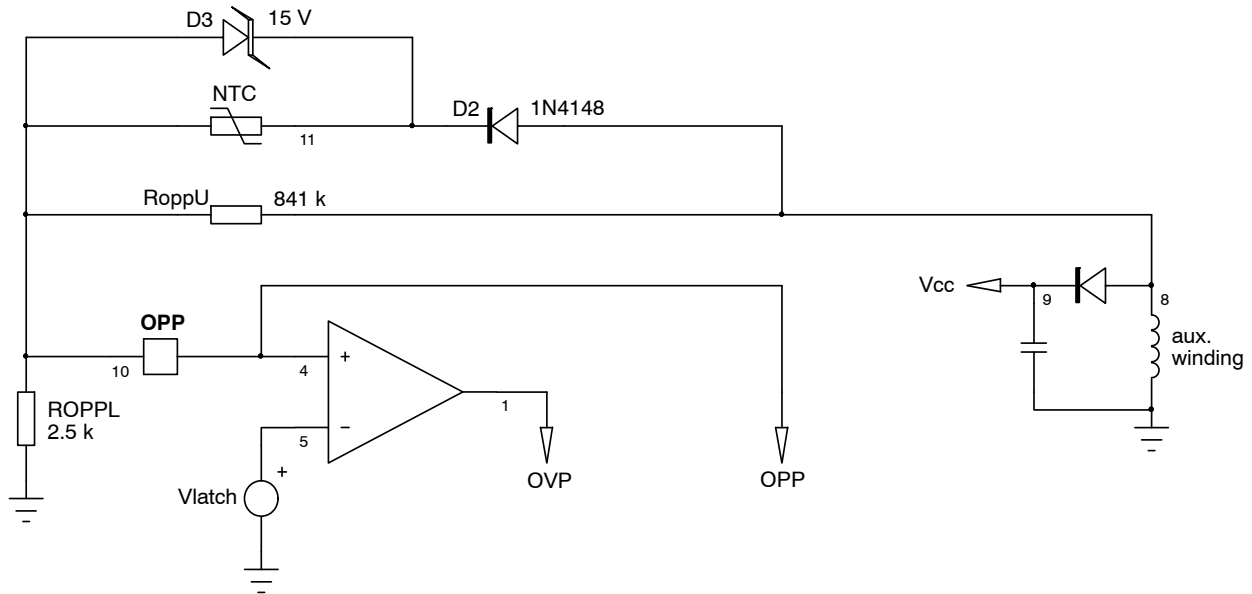 D3 15 V
NTC
11
D2 1N4148
RoppU 841 k
Vcc
9
8
aux.
winding
OPP
10
4
+
5
−
1
ROPPL
2.5 k
+
Vlatch
OVP
OPP